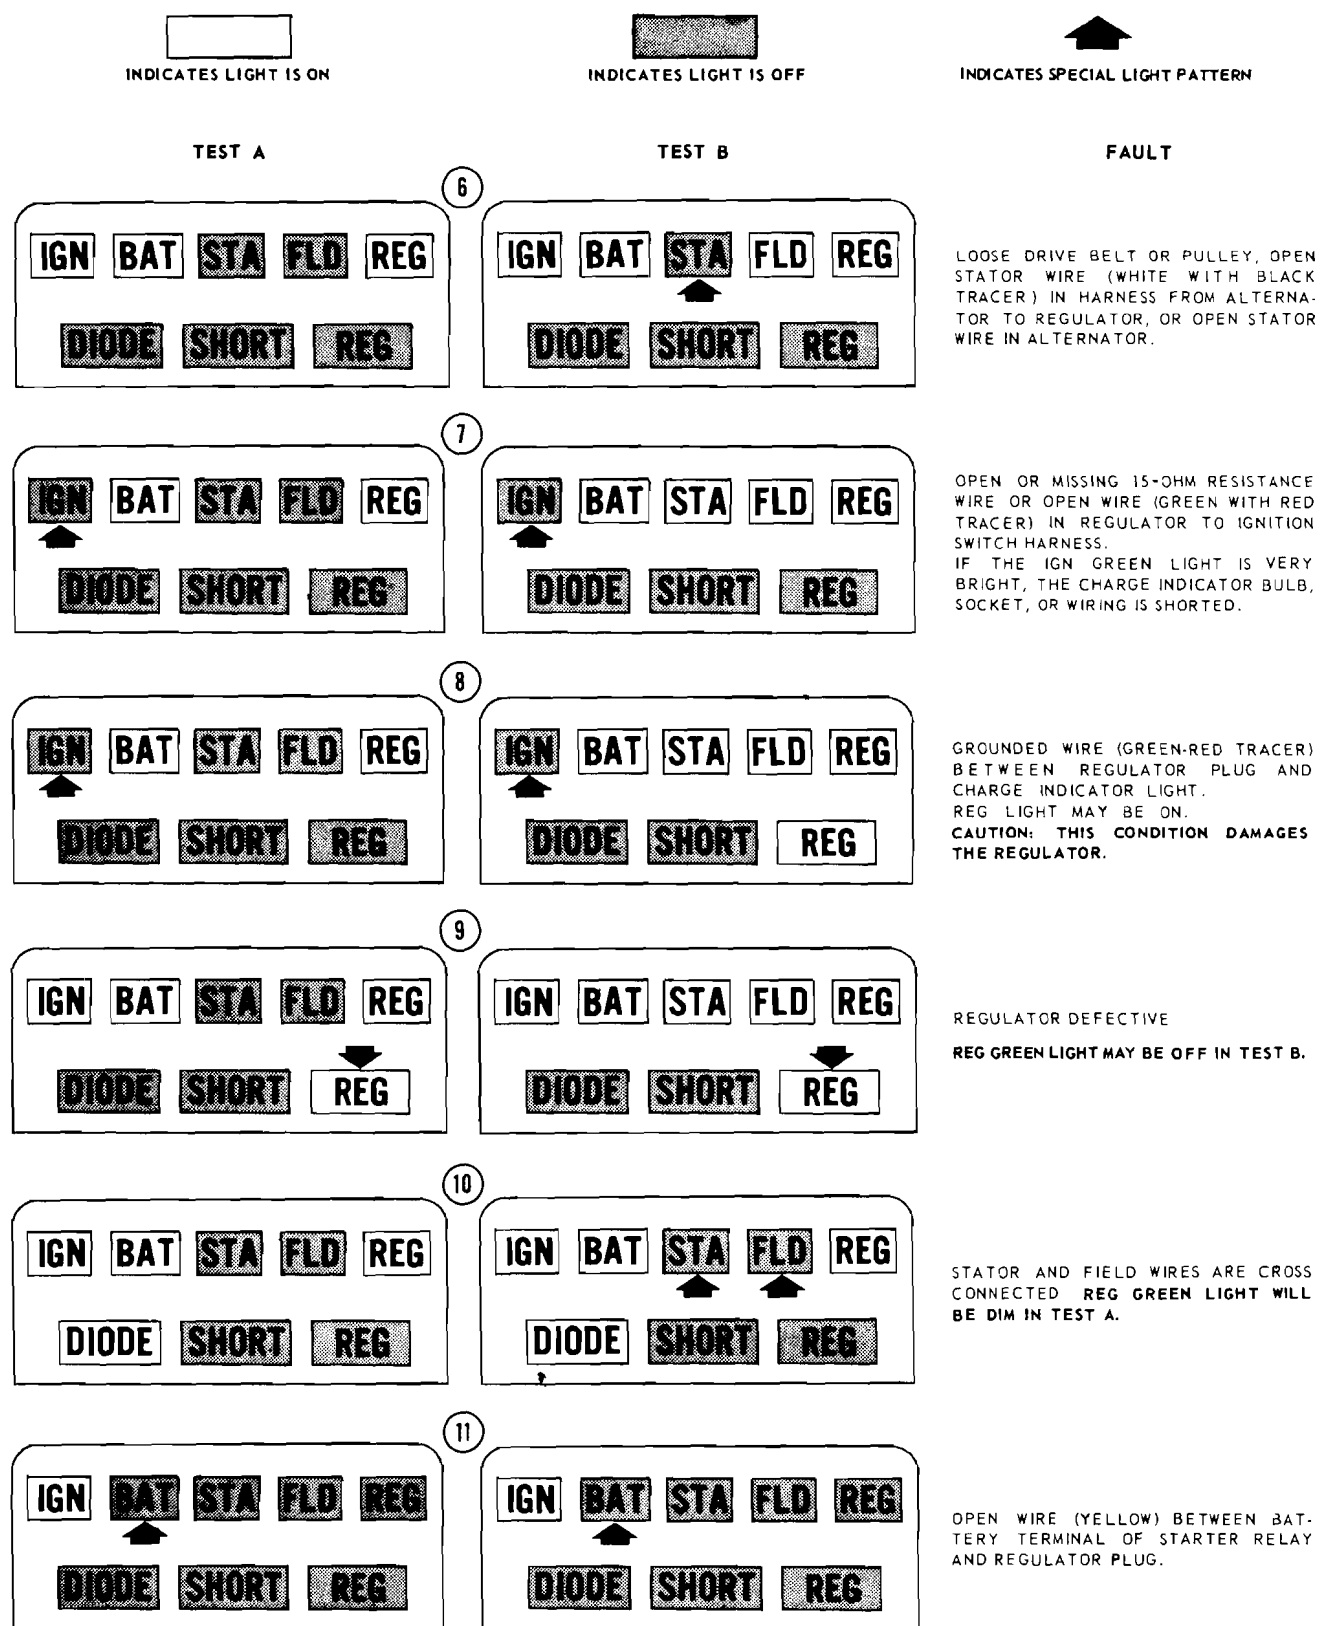 INDICATES LIGHT IS ON
INDICATES LIGHT IS OFF
INDICATES SPECIAL LIGHT PATTERN
TEST A
TEST B
FAULT
6
IGN BAT STA FLD REG
DIODE SHORT REG
IGN BAT STA FLD REG
DIODE SHORT REG
LOOSE DRIVE BELT OR PULLEY, OPEN
STATOR WIRE (WHITE WITH BLACK
TRACER) IN HARNESS FROM ALTERNA-
TOR TO REGULATOR, OR OPEN STATOR
WIRE IN ALTERNATOR.
7
IGN BAT STA FLD REG
DIODE SHORT REG
IGN BAT STA FLD REG
DIODE SHORT REG
OPEN OR MISSING 15-OHM RESISTANCE
WIRE OR OPEN WIRE (GREEN WITH RED
TRACER) IN REGULATOR TO IGNITION
SWITCH HARNESS.
IF THE IGN GREEN LIGHT IS VERY
BRIGHT, THE CHARGE INDICATOR BULB,
SOCKET, OR WIRING IS SHORTED.
8
IGN BAT STA FLD REG
DIODE SHORT REG
IGN BAT STA FLD REG
DIODE SHORT REG
GROUNDED WIRE (GREEN-RED TRACER)
BETWEEN REGULATOR PLUG AND
CHARGE INDICATOR LIGHT.
REG LIGHT MAY BE ON.
CAUTION: THIS CONDITION DAMAGES
THE REGULATOR.
9
IGN BAT STA FLD REG
DIODE SHORT REG
IGN BAT STA FLD REG
DIODE SHORT REG
REGULATOR DEFECTIVE
REG GREEN LIGHT MAY BE OFF IN TEST B.
10
IGN BAT STA FLD REG
DIODE SHORT REG
IGN BAT STA FLD REG
DIODE SHORT REG
STATOR AND FIELD WIRES ARE CROSS
CONNECTED REG GREEN LIGHT WILL
BE DIM IN TEST A.
11
IGN BAT STA FLD REG
DIODE SHORT REG
IGN BAT STA FLD REG
DIODE SHORT REG
OPEN WIRE (YELLOW) BETWEEN BAT-
TERY TERMINAL OF STARTER RELAY
AND REGULATOR PLUG.